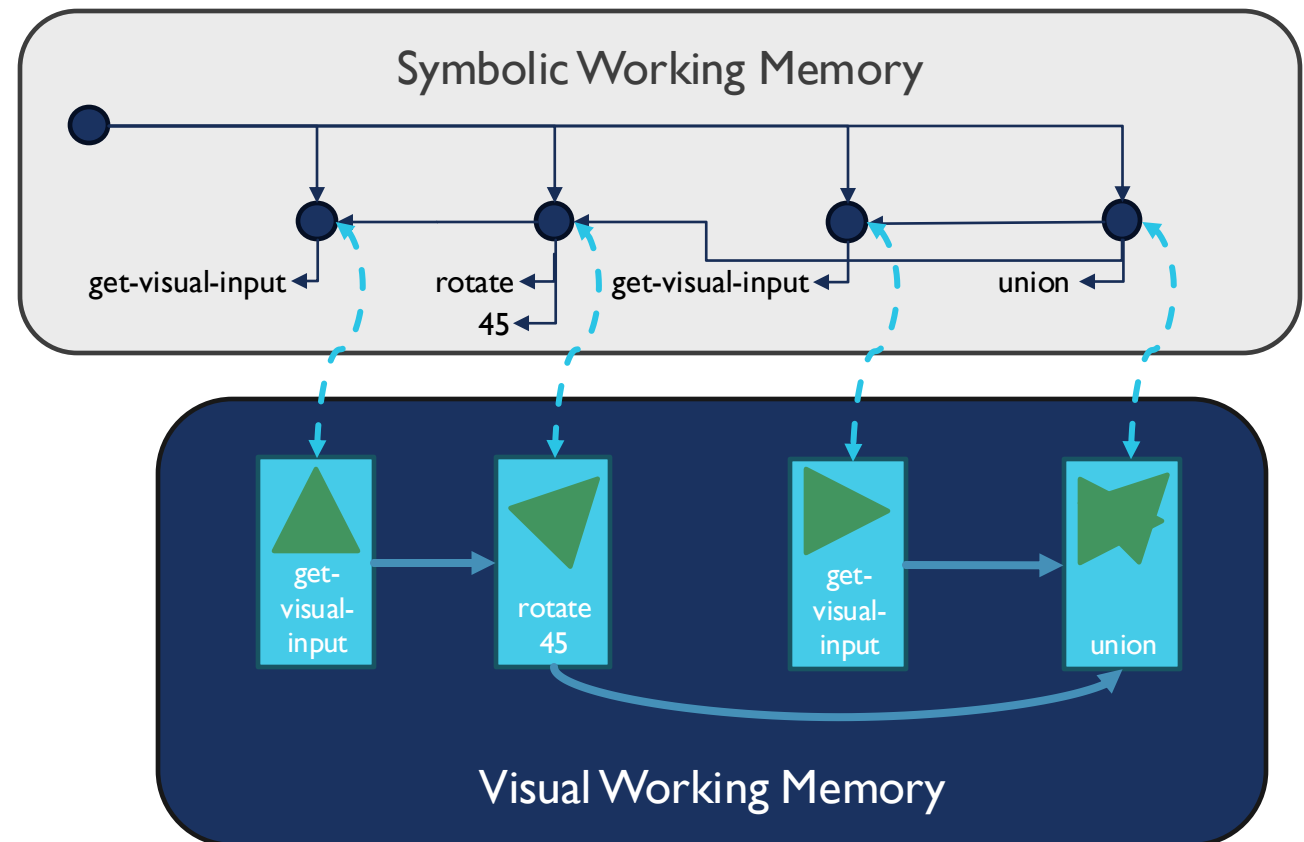 Symbolic Working Memory
get-visual-input
rotate
get-visual-input
union
45
get-
visual-
input
rotate
45
get-
visual-
input
union
Visual Working Memory